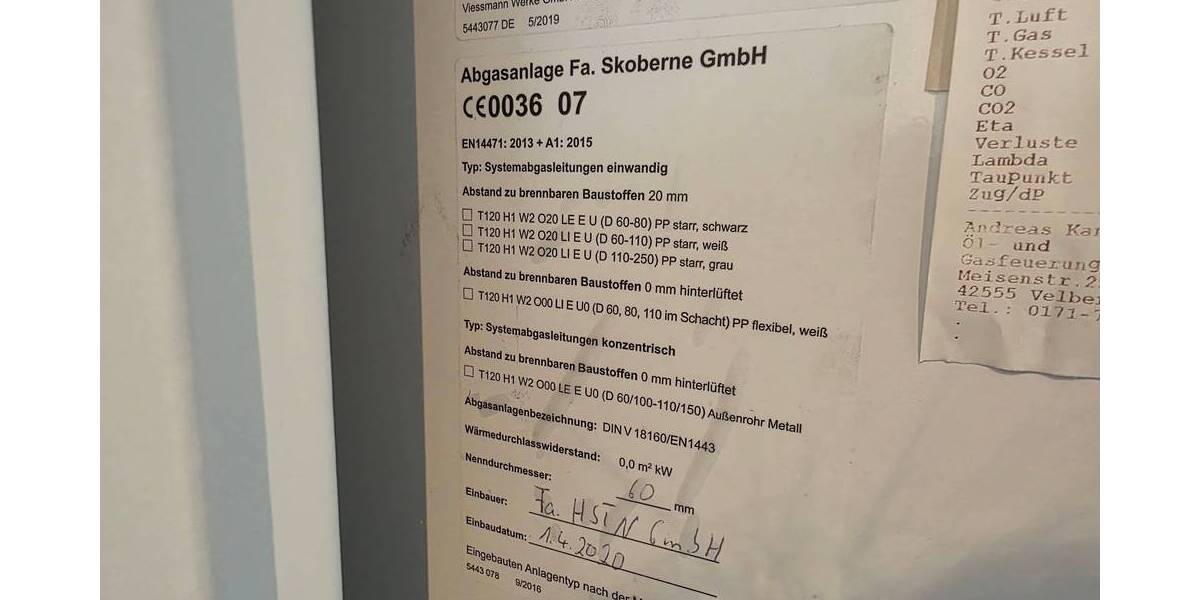 Viessmann Werke
5443077 DE 5/2019
Abgasanlage Fa. Skoberne GmbH
CE0036 07
EN14471: 2013 + A1: 2015
Typ: Systemabgasleitungen einwandig
Abstand zu brennbaren Baustoffen 20 mm
☐ T120 H1 W2 O20 LE E U (D 60-80) PP starr, schwarz
☐ T120 H1 W2 O20 LI E U (D 60-110) PP starr, weiß
☐ T120 H1 W2 O20 LI E U (D 110-250) PP starr, grau
Abstand zu brennbaren Baustoffen 0 mm hinterlüftet
☐ T120 H1 W2 O00 LI E U0 (D 60, 80, 110 im Schacht) PP flexibel, weiß
Typ: Systemabgasleitungen konzentrisch
Abstand zu brennbaren Baustoffen 0 mm hinterlüftet
☐ T120 H1 W2 O00 LE E U0 (D 60/100-110/150) Außenrohr Metall
Abgasanlagenbezeichnung: DIN V 18160/EN1443
Wärmedurchlasswiderstand: 0,0 m² kW
Nenndurchmesser: 60 mm
Einbauer: Fa. HSTN GmbH
Einbaudatum: 1.4.2020
Eingebauten Anlagentyp nach der
5443 078 9/2016
T.Luft
T.Gas
T.Kessel
O2
CO
CO2
Eta
Verluste
Lambda
Taupunkt
Zug/dP
Andreas Kar
Öl- und
Gasfeuerung
Meisenstr.2
42555 Velbe
Tel.: 0171-7
.